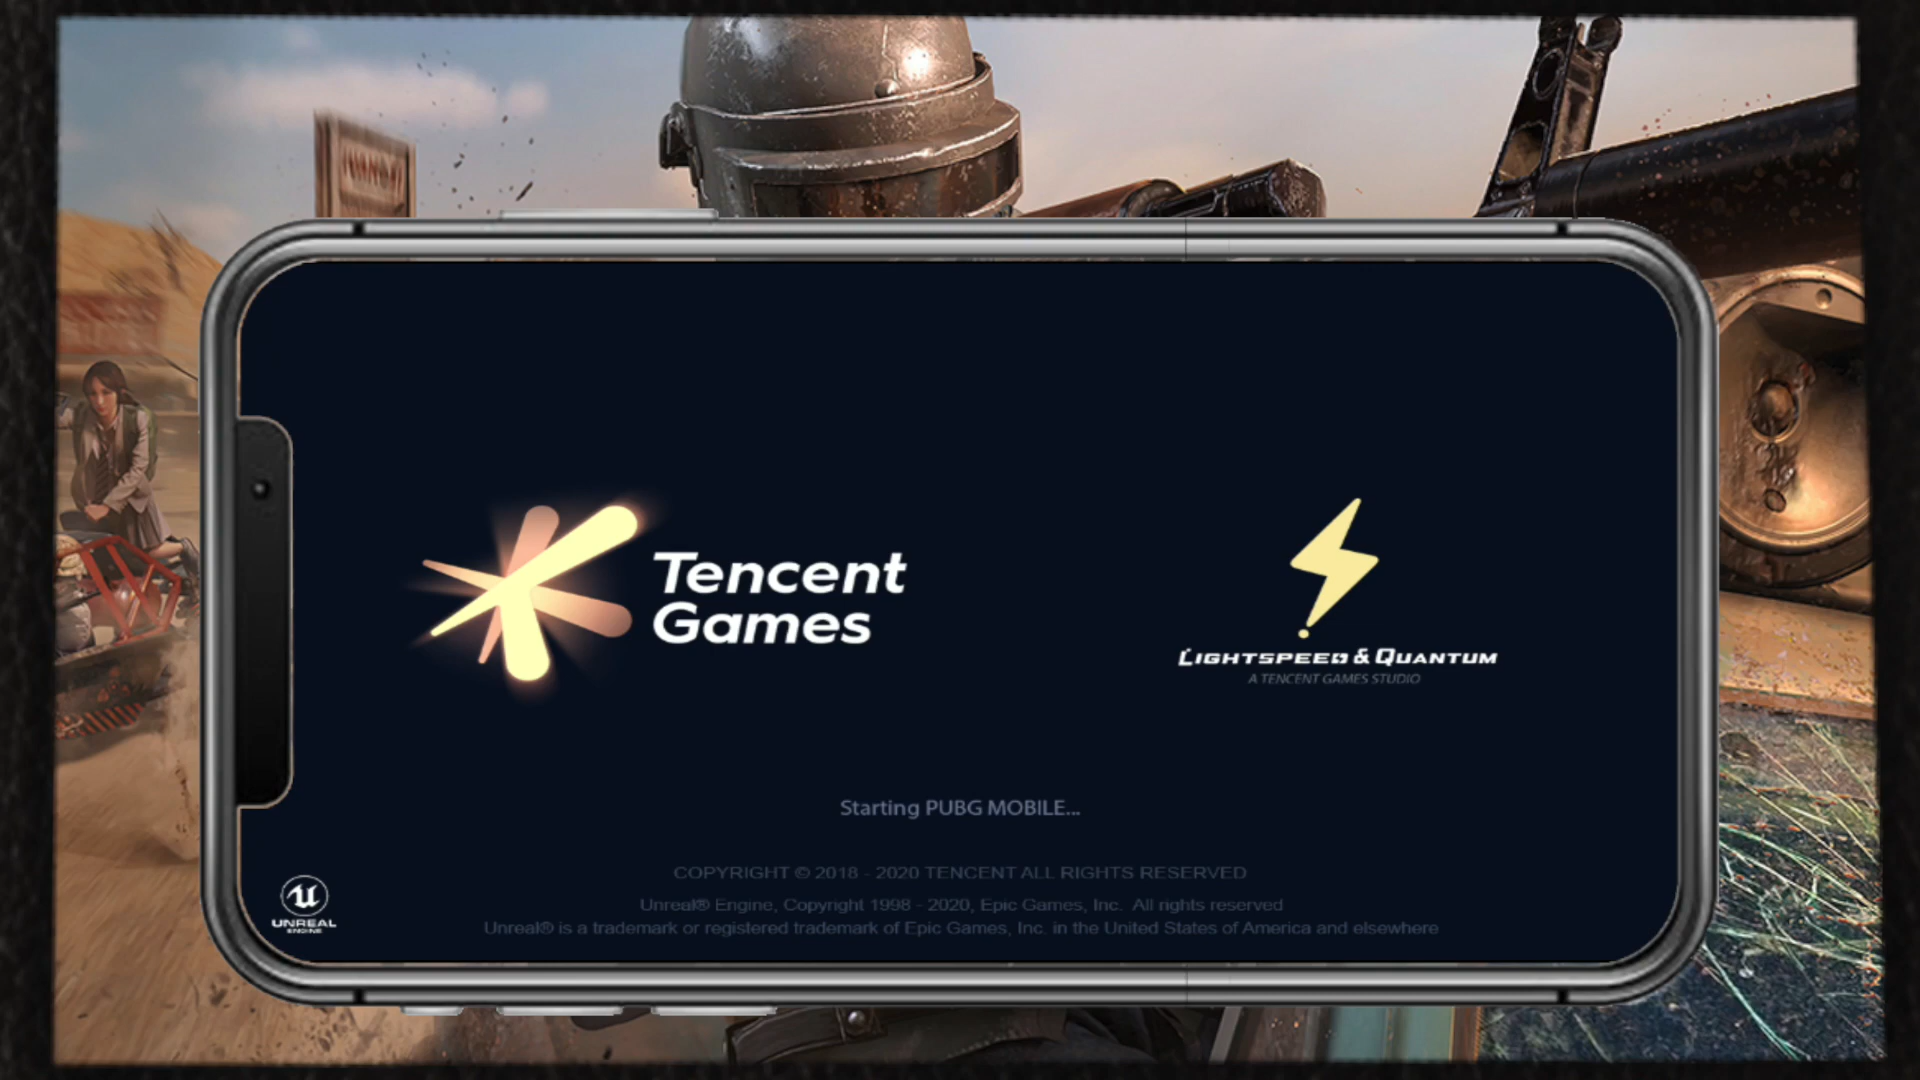 Tencent
Games
LIGHTSPEED & QUANTUM
A TENCENT GAMES STUDIO
Starting PUBG MOBILE...
COPYRIGHT © 2018 - 2020 TENCENT ALL RIGHTS RESERVED
Unreal® Engine, Copyright 1998 - 2020, Epic Games, Inc. All rights reserved
Unreal® is a trademark or registered trademark of Epic Games, Inc. in the United States of America and elsewhere
UNREAL
ENGINE